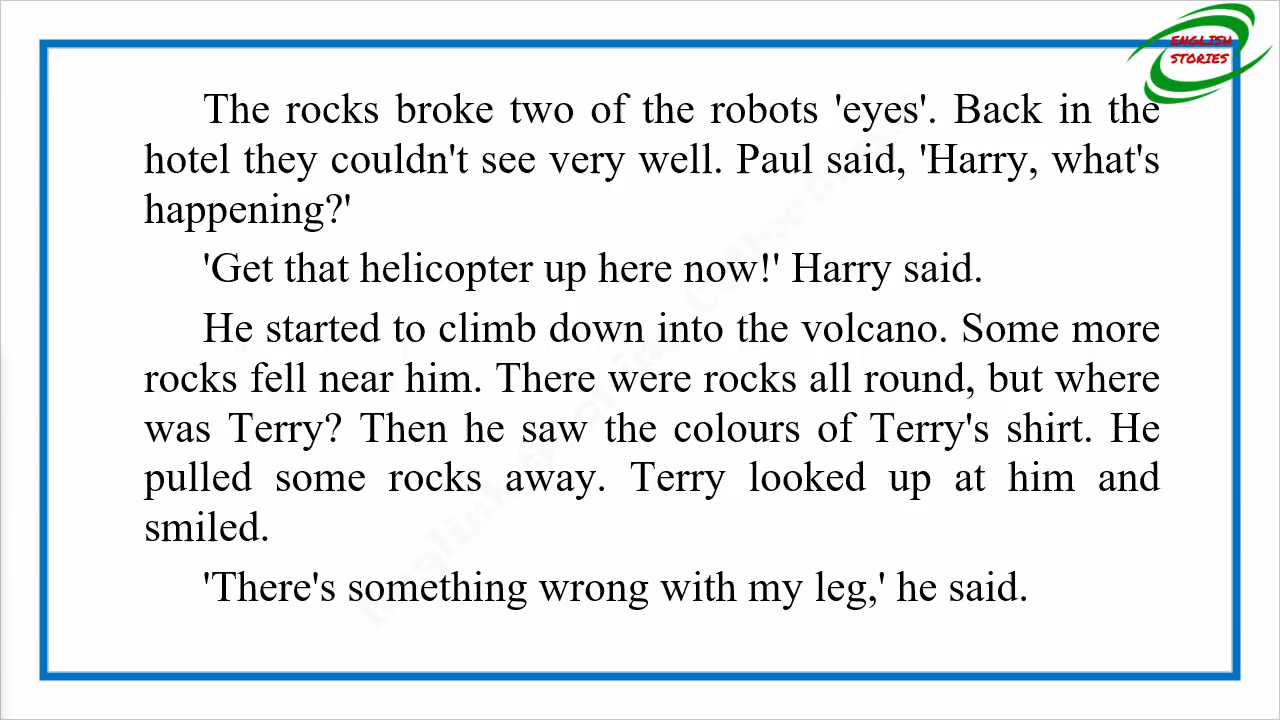 ENGLISH
STORIES
The rocks broke two of the robots 'eyes'. Back in the
hotel they couldn't see very well. Paul said, 'Harry, what's
happening?'
'Get that helicopter up here now!' Harry said.
He started to climb down into the volcano. Some more
rocks fell near him. There were rocks all round, but where
was Terry? Then he saw the colours of Terry's shirt. He
pulled some rocks away. Terry looked up at him and
smiled.
'There's something wrong with my leg,' he said.